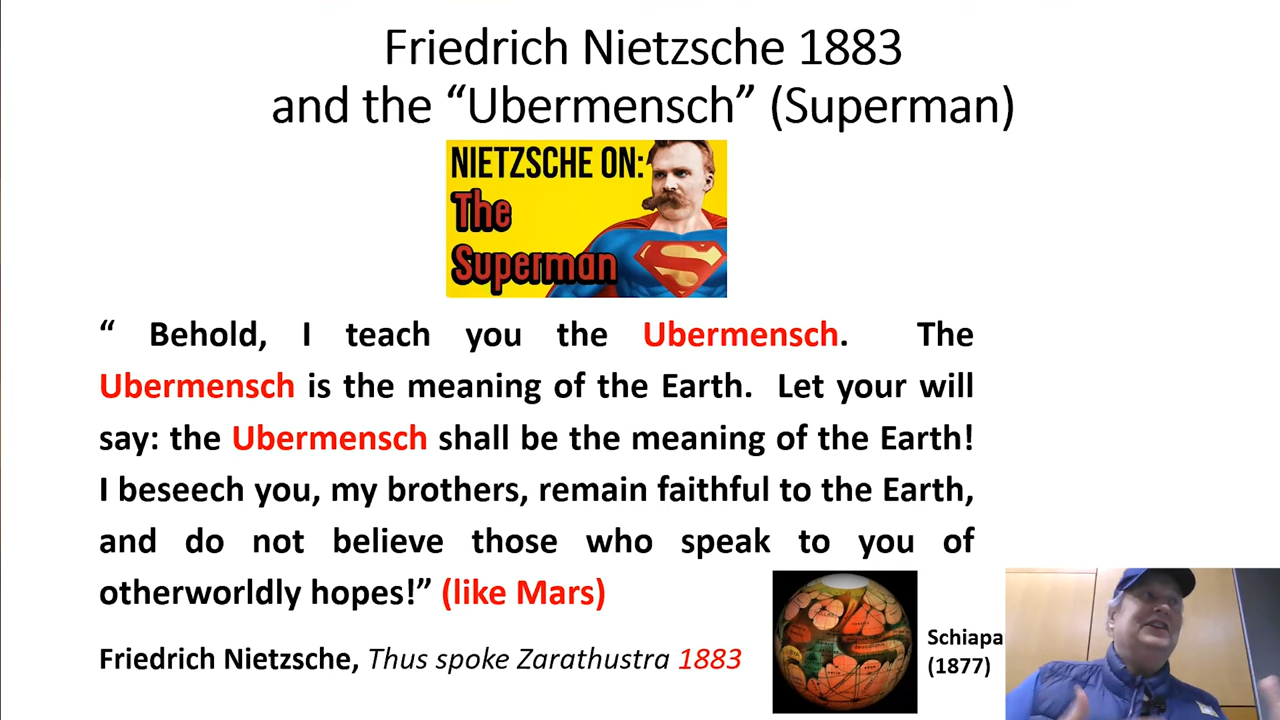 Friedrich Nietzsche 1883
and the “Ubermensch” (Superman)
NIETZSCHE ON:
The
Superman
“ Behold, I teach you the Ubermensch. The
Ubermensch is the meaning of the Earth. Let your will
say: the Ubermensch shall be the meaning of the Earth!
I beseech you, my brothers, remain faithful to the Earth,
and do not believe those who speak to you of
otherworldly hopes!” (like Mars)
Friedrich Nietzsche, Thus spoke Zarathustra 1883
Schiapa
(1877)